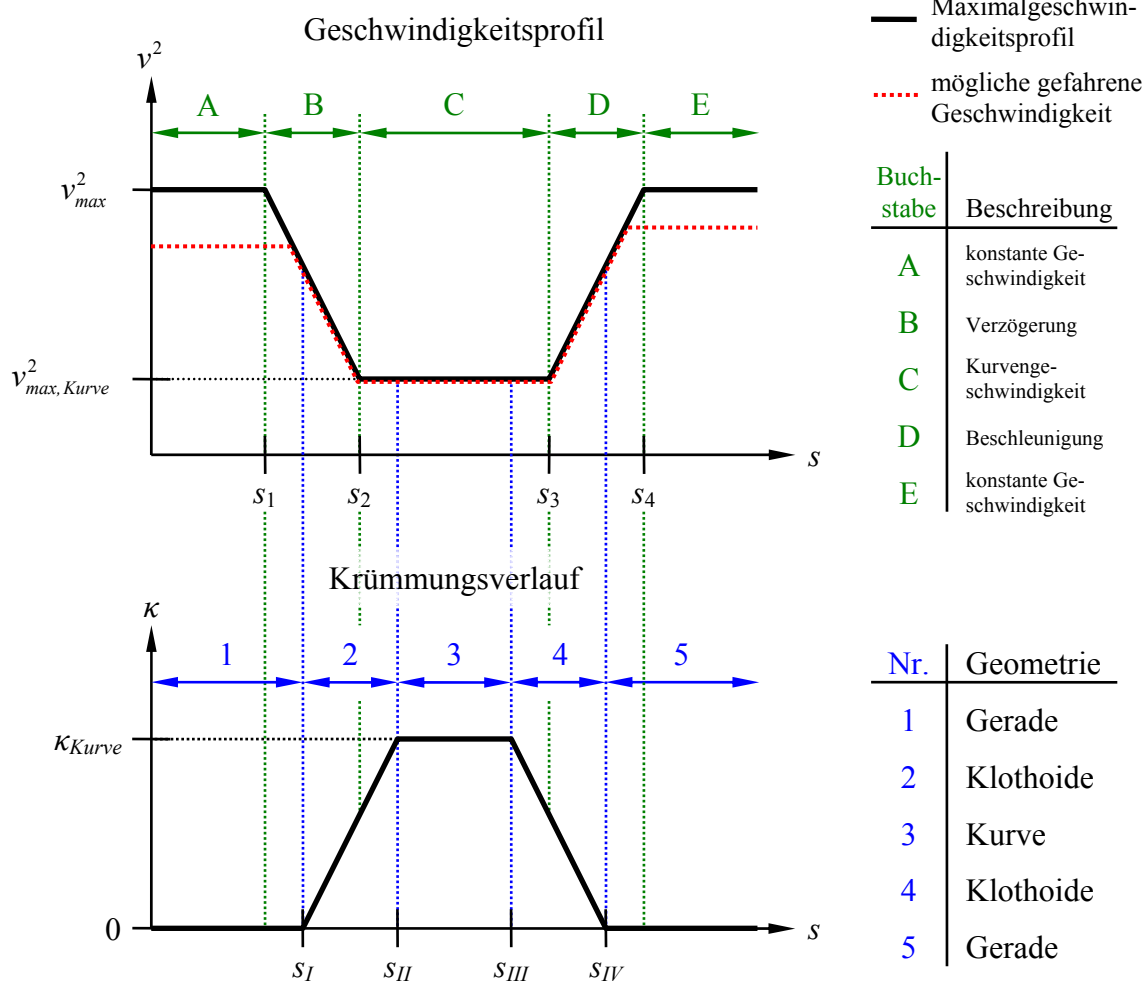 Geschwindigkeitsprofil
v²
A B C D E
v²max
v²max, Kurve
s
s1 s2 s3 s4
Krümmungsverlauf
κ
1 2 3 4 5
κKurve
0
s
sI sII sIII sIV
Maximalgeschwin-
digkeitsprofil
mögliche gefahrene
Geschwindigkeit
Buch-
stabe Beschreibung
A konstante Ge-
schwindigkeit
B Verzögerung
C Kurvenge-
schwindigkeit
D Beschleunigung
E konstante Ge-
schwindigkeit
Nr. Geometrie
1 Gerade
2 Klothoide
3 Kurve
4 Klothoide
5 Gerade